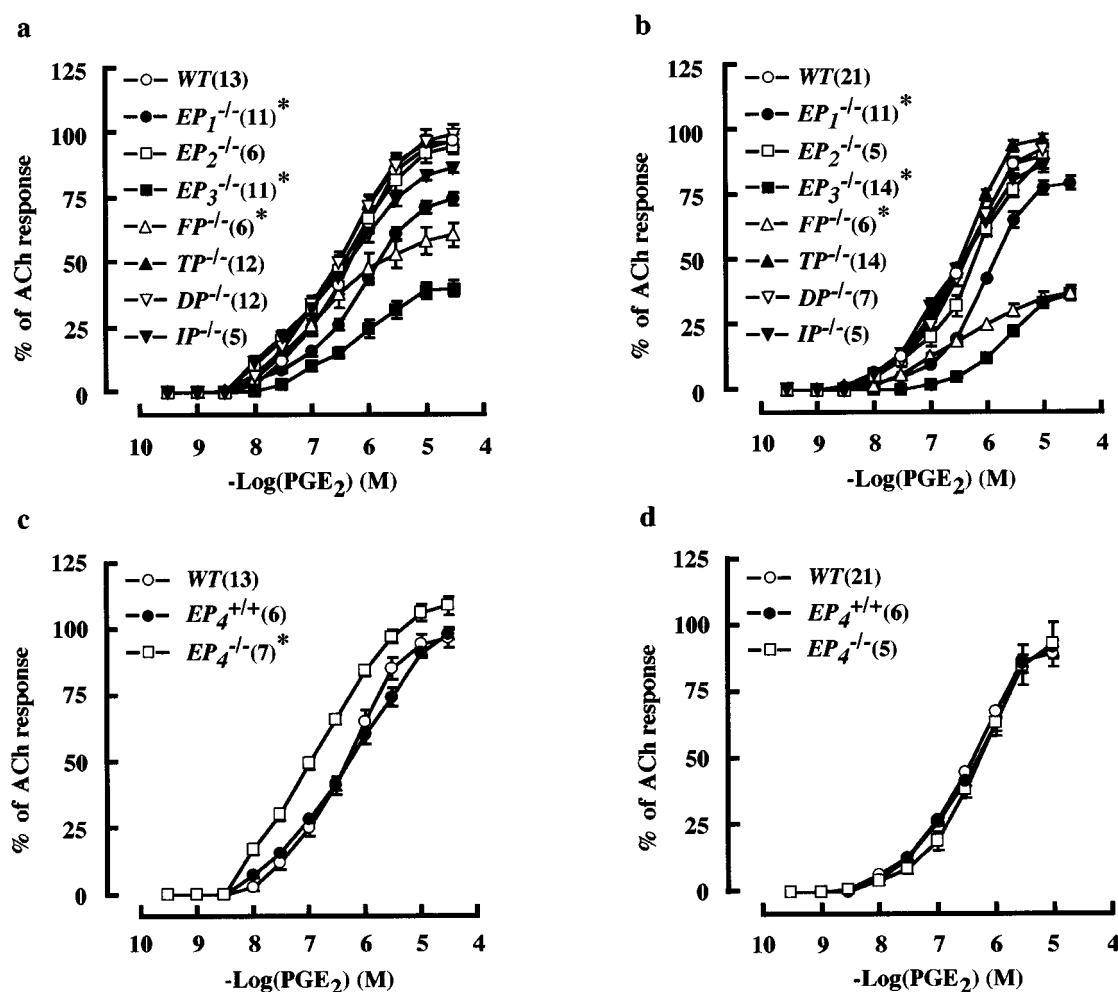 a
125
100
75
50
25
0
% of ACh response
WT(13)
EP1-/-(11)*
EP2-/-(6)
EP3-/-(11)*
FP-/-(6)*
TP-/-(12)
DP-/-(12)
IP-/-(5)
10 9 8 7 6 5 4
-Log(PGE2) (M)
b
125
100
75
50
25
0
% of ACh response
WT(21)
EP1-/-(11)*
EP2-/-(5)
EP3-/-(14)*
FP-/-(6)*
TP-/-(14)
DP-/-(7)
IP-/-(5)
10 9 8 7 6 5 4
-Log(PGE2) (M)
c
125
100
75
50
25
0
% of ACh response
WT(13)
EP4+/+(6)
EP4-/-(7)*
10 9 8 7 6 5 4
-Log(PGE2) (M)
d
125
100
75
50
25
0
% of ACh response
WT(21)
EP4+/+(6)
EP4-/-(5)
10 9 8 7 6 5 4
-Log(PGE2) (M)